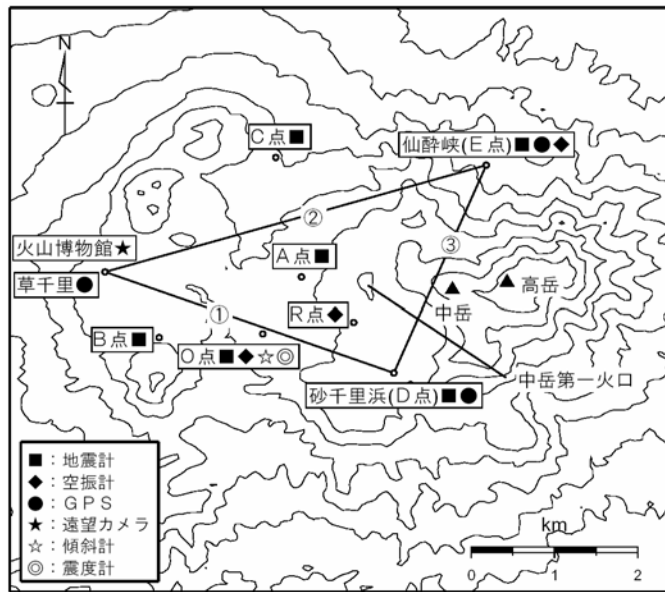 N
C点■
仙酔峡(E点)■●◆
②
火山博物館★
③
A点■
草千里●
高岳
中岳
①
R点◆
B点■
O点■◆☆◎
砂千里浜(D点)■●
中岳第一火口
■：地震計
◆：空振計
●：GPS
★：遠望カメラ
☆：傾斜計
◎：震度計
km
0 1 2